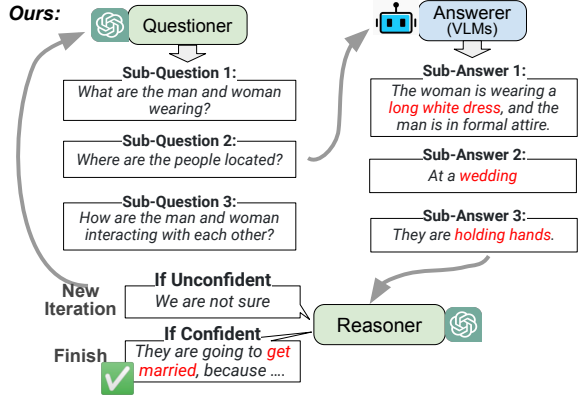 Ours:
Questioner
Answerer
(VLMs)
Sub-Question 1:
What are the man and woman
wearing?
Sub-Question 2:
Where are the people located?
Sub-Question 3:
How are the man and woman
interacting with each other?
Sub-Answer 1:
The woman is wearing a
long white dress, and the
man is in formal attire.
Sub-Answer 2:
At a wedding
Sub-Answer 3:
They are holding hands.
If Unconfident
We are not sure
New
Iteration
If Confident
They are going to get
married, because ....
Finish
Reasoner